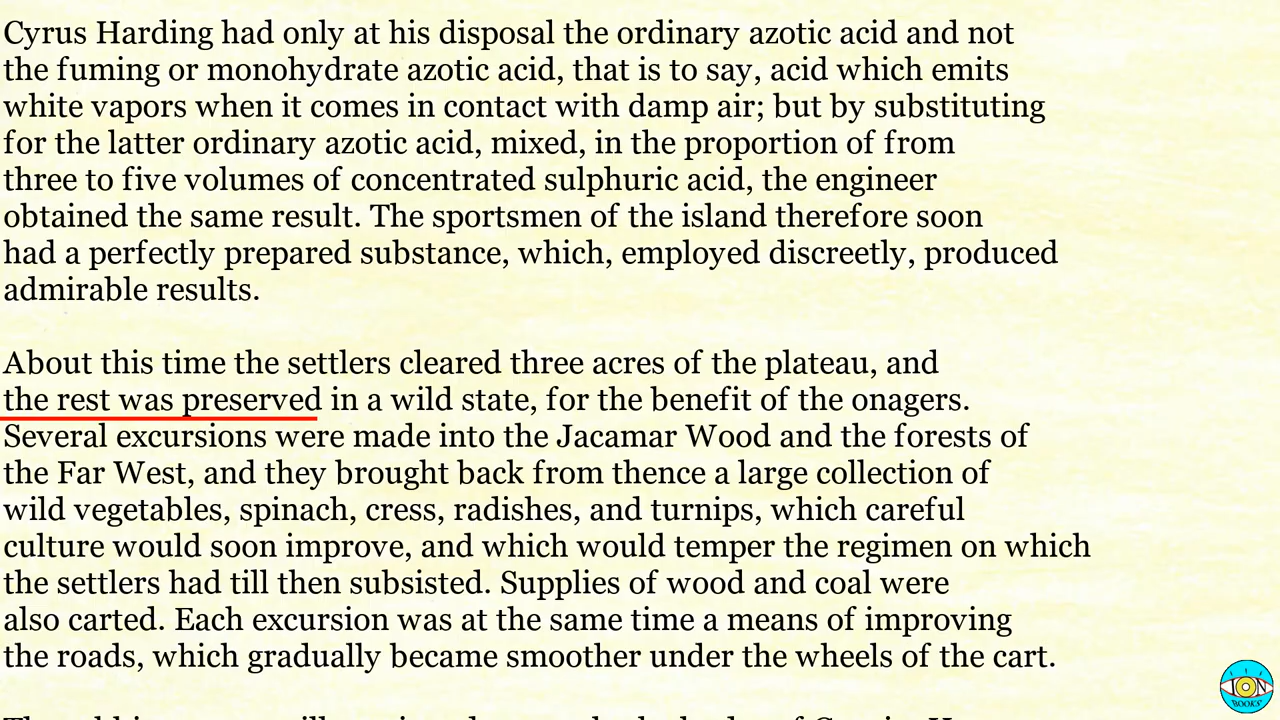 Cyrus Harding had only at his disposal the ordinary azotic acid and not
the fuming or monohydrate azotic acid, that is to say, acid which emits
white vapors when it comes in contact with damp air; but by substituting
for the latter ordinary azotic acid, mixed, in the proportion of from
three to five volumes of concentrated sulphuric acid, the engineer
obtained the same result. The sportsmen of the island therefore soon
had a perfectly prepared substance, which, employed discreetly, produced
admirable results.
About this time the settlers cleared three acres of the plateau, and
the rest was preserved in a wild state, for the benefit of the onagers.
Several excursions were made into the Jacamar Wood and the forests of
the Far West, and they brought back from thence a large collection of
wild vegetables, spinach, cress, radishes, and turnips, which careful
culture would soon improve, and which would temper the regimen on which
the settlers had till then subsisted. Supplies of wood and coal were
also carted. Each excursion was at the same time a means of improving
the roads, which gradually became smoother under the wheels of the cart.
ION
BOOKS